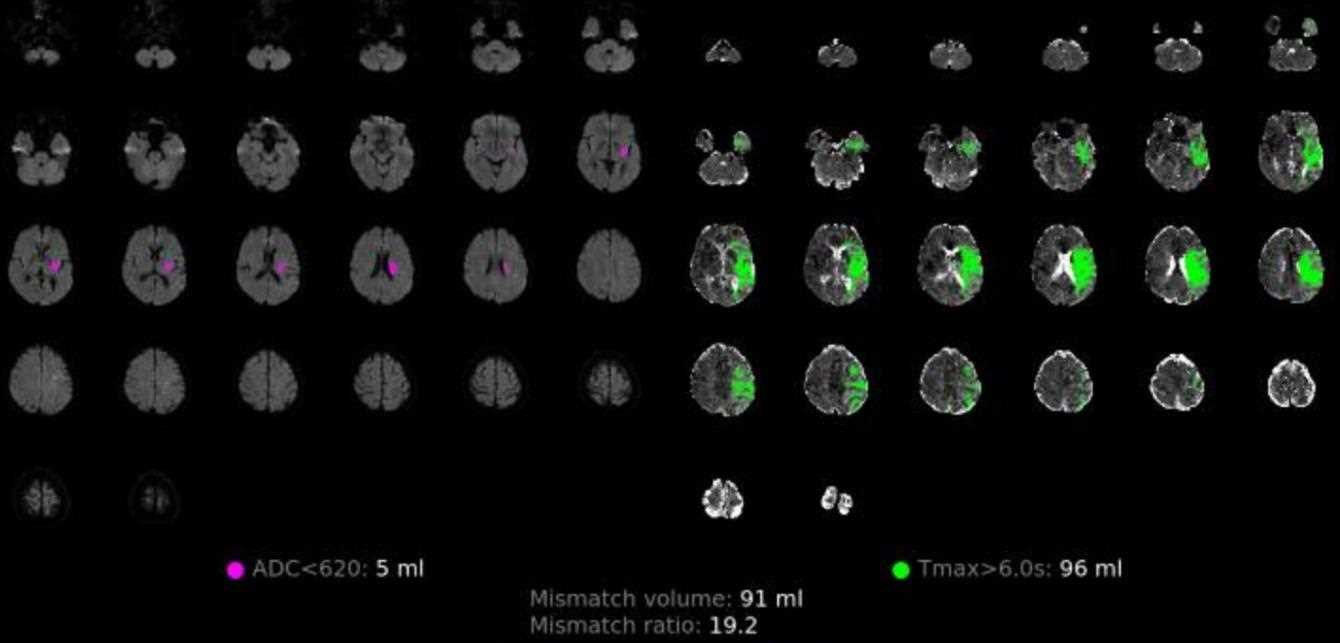 ADC<620: 5 ml
Tmax>6.0s: 96 ml
Mismatch volume: 91 ml
Mismatch ratio: 19.2